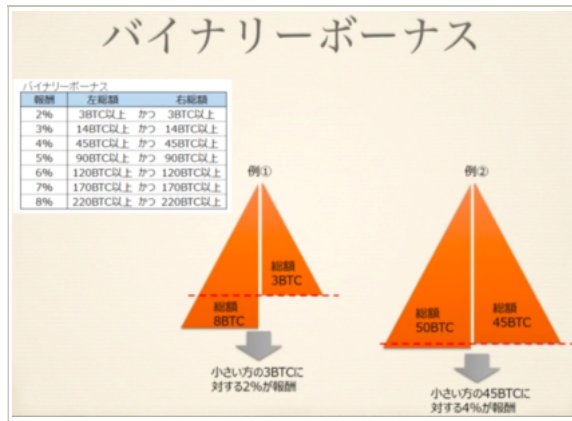 バイナリーボーナス
バイナリーボーナス
報酬 左総額 右総額
2% 3BTC以上 かつ 3BTC以上
3% 14BTC以上 かつ 14BTC以上
4% 45BTC以上 かつ 45BTC以上
5% 90BTC以上 かつ 90BTC以上
6% 120BTC以上 かつ 120BTC以上
7% 170BTC以上 かつ 170BTC以上
8% 220BTC以上 かつ 220BTC以上
例①
総額
3BTC
総額
8BTC
小さい方の3BTCに
対する2%が報酬
例②
総額
50BTC
総額
45BTC
小さい方の45BTCに
対する4%が報酬